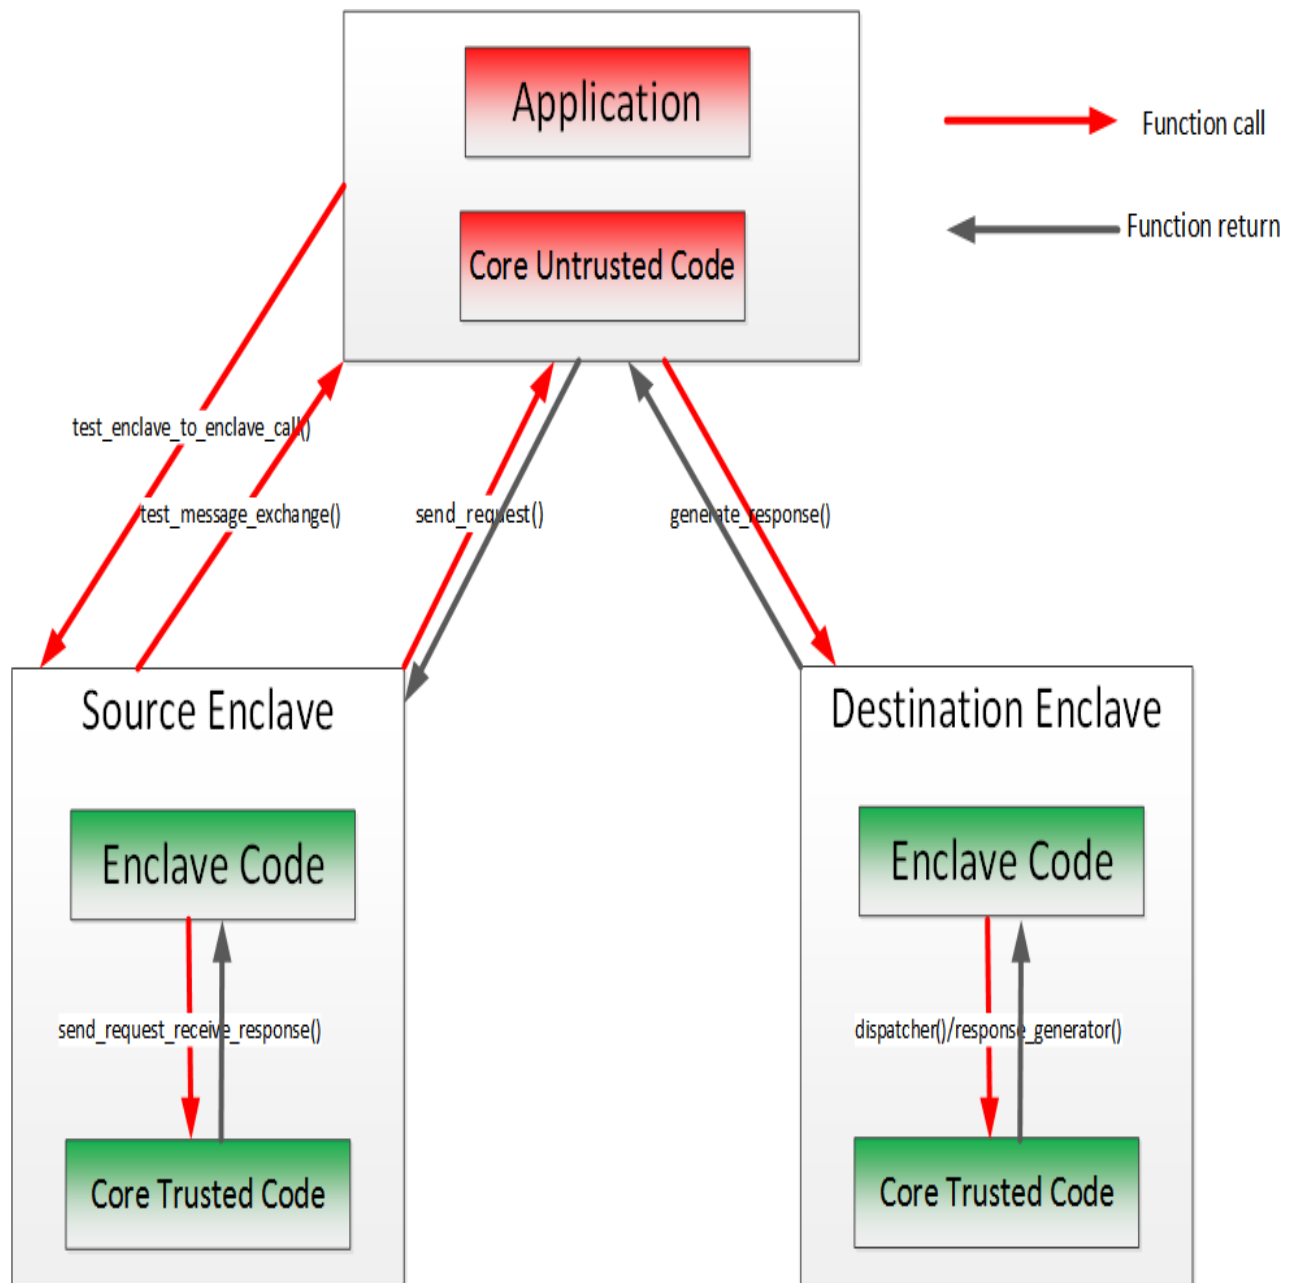 Application
Function call
Function return
Core Untrusted Code
test_enclave_to_enclave_call()
test_message_exchange()
send_request()
generate_response()
Source Enclave
Destination Enclave
Enclave Code
Enclave Code
send_request_receive_response()
dispatcher()/response_generator()
Core Trusted Code
Core Trusted Code